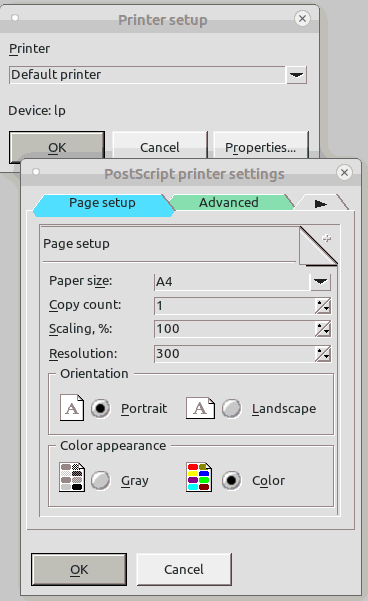 Printer setup
Printer
Default printer
Device: lp
OK Cancel Properties...
PostScript printer settings
Page setup Advanced
Page setup
Paper size: A4
Copy count: 1
Scaling, %: 100
Resolution: 300
Orientation
A Portrait A Landscape
Color appearance
Gray Color
OK Cancel